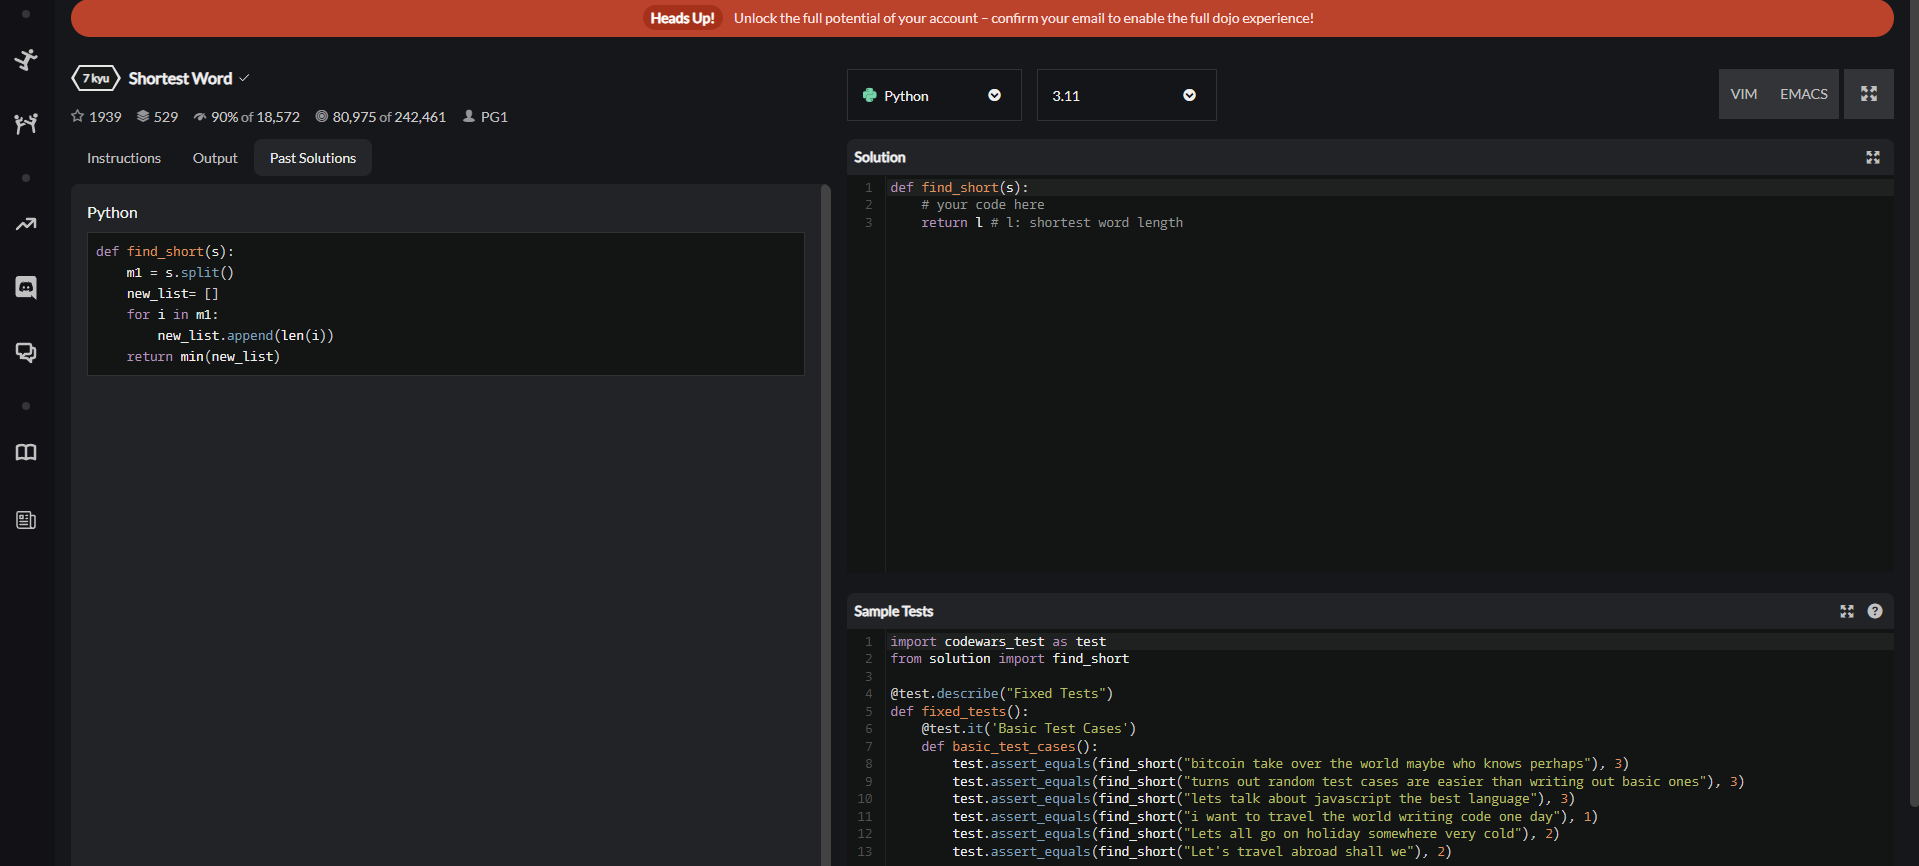 Heads Up! Unlock the full potential of your account – confirm your email to enable the full dojo experience!
7 kyu Shortest Word
1939 529 90% of 18,572 80,975 of 242,461 PG1
Instructions Output Past Solutions
Python
def find_short(s):
    m1 = s.split()
    new_list= []
    for i in m1:
        new_list.append(len(i))
    return min(new_list)
Python 3.11 VIM EMACS
Solution
1 def find_short(s):
2     # your code here
3     return l # l: shortest word length
Sample Tests
1 import codewars_test as test
2 from solution import find_short
3
4 @test.describe("Fixed Tests")
5 def fixed_tests():
6     @test.it('Basic Test Cases')
7     def basic_test_cases():
8         test.assert_equals(find_short("bitcoin take over the world maybe who knows perhaps"), 3)
9         test.assert_equals(find_short("turns out random test cases are easier than writing out basic ones"), 3)
10         test.assert_equals(find_short("lets talk about javascript the best language"), 3)
11         test.assert_equals(find_short("i want to travel the world writing code one day"), 1)
12         test.assert_equals(find_short("Lets all go on holiday somewhere very cold"), 2)
13         test.assert_equals(find_short("Let's travel abroad shall we"), 2)